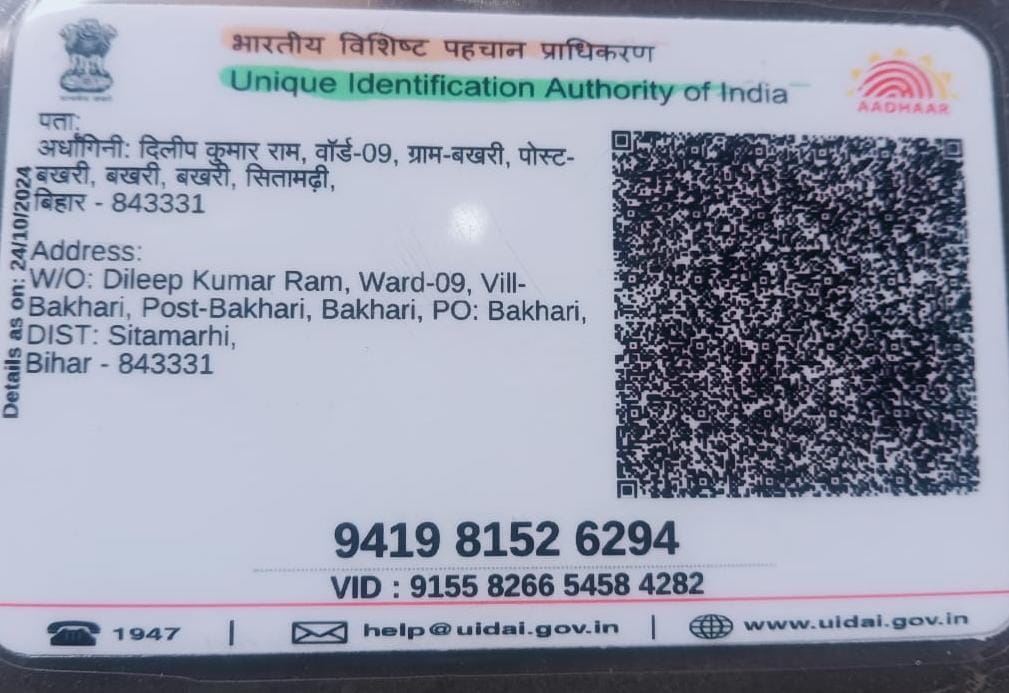 भारतीय विशिष्ट पहचान प्राधिकरण
Unique Identification Authority of India
AADHAAR
पता:
अर्धांगिनी: दिलीप कुमार राम, वॉर्ड-09, ग्राम-बखरी, पोस्ट-
बखरी, बखरी, बखरी, सितामढ़ी,
बिहार - 843331
Address:
W/O: Dileep Kumar Ram, Ward-09, Vill-
Bakhari, Post-Bakhari, Bakhari, PO: Bakhari,
DIST: Sitamarhi,
Bihar - 843331
Details as on: 24/10/2024
9419 8152 6294
VID : 9155 8266 5458 4282
1947 | help@uidai.gov.in | www.uidai.gov.in